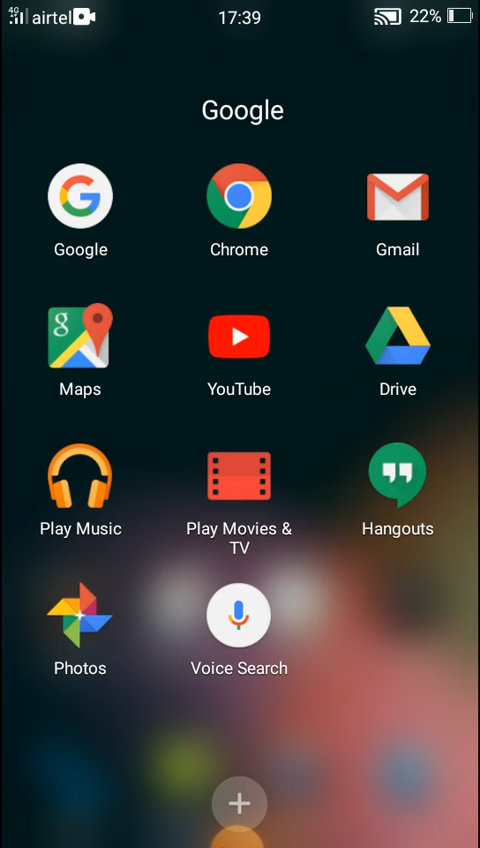 4G airtel 17:39 22%
Google
Google Chrome Gmail
g
Maps YouTube Drive
Play Music Play Movies & Hangouts
TV
Photos Voice Search